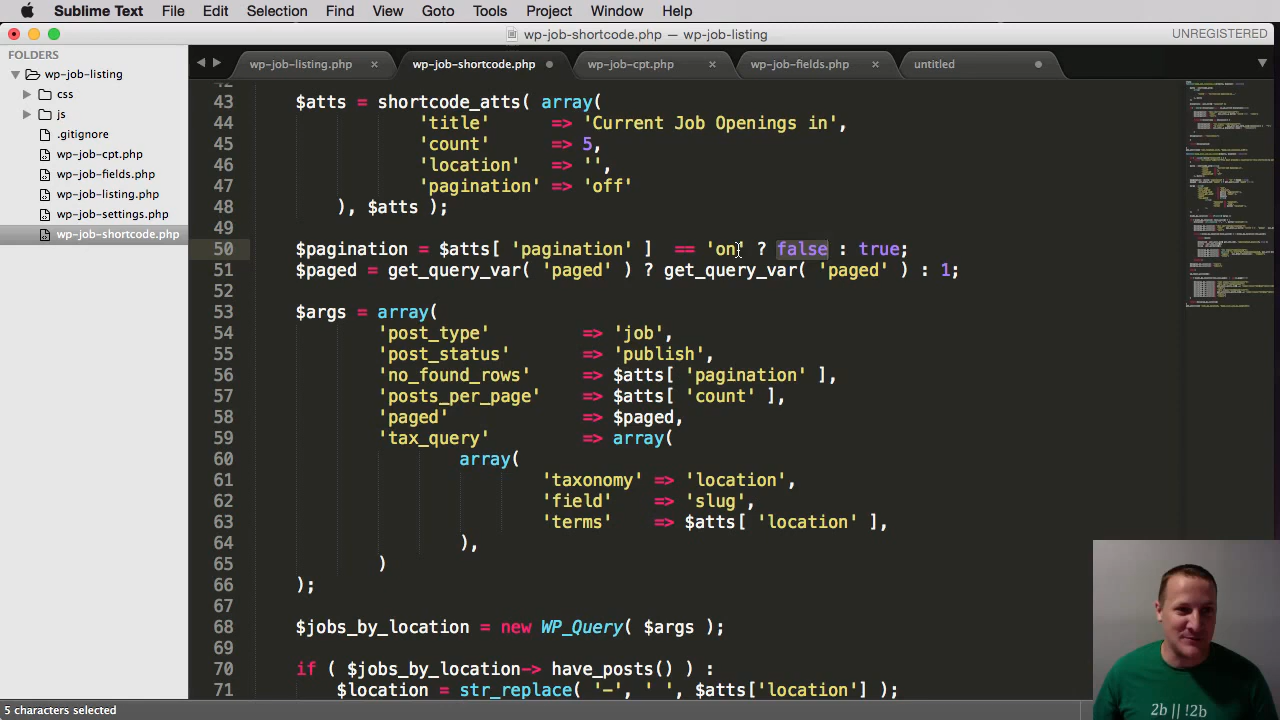 Sublime Text File Edit Selection Find View Goto Tools Project Window Help
wp-job-shortcode.php — wp-job-listing
UNREGISTERED
FOLDERS
wp-job-listing
css
js
.gitignore
wp-job-cpt.php
wp-job-fields.php
wp-job-listing.php
wp-job-settings.php
wp-job-shortcode.php
wp-job-listing.php × wp-job-shortcode.php wp-job-cpt.php × wp-job-fields.php × untitled
43 $atts = shortcode_atts( array(
44 'title' => 'Current Job Openings in',
45 'count' => 5,
46 'location' => '',
47 'pagination' => 'off'
48 ), $atts );
49
50 $pagination = $atts[ 'pagination' ]  == 'on' ? false : true;
51 $paged = get_query_var( 'paged' ) ? get_query_var( 'paged' ) : 1;
52
53 $args = array(
54 'post_type' => 'job',
55 'post_status' => 'publish',
56 'no_found_rows' => $atts[ 'pagination' ],
57 'posts_per_page' => $atts[ 'count' ],
58 'paged' => $paged,
59 'tax_query' => array(
60 array(
61 'taxonomy' => 'location',
62 'field' => 'slug',
63 'terms' => $atts[ 'location' ],
64 ),
65 )
66 );
67
68 $jobs_by_location = new WP_Query( $args );
69
70 if ( $jobs_by_location-> have_posts() ) :
71 $location = str_replace( '-', ' ', $atts['location'] );
5 characters selected
2b || !2b